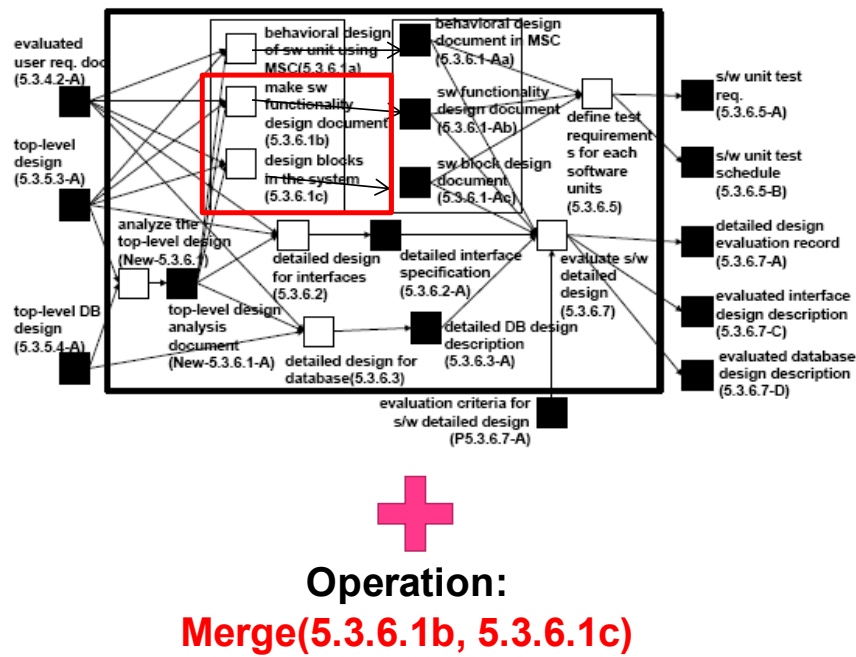 evaluated
user req. doc
(5.3.4.2-A)
top-level
design
(5.3.5.3-A)
top-level DB
design
(5.3.5.4-A)
behavioral design
of sw unit using
MSC(5.3.6.1a)
make sw
functionality
design document
(5.3.6.1b)
design blocks
in the system
(5.3.6.1c)
analyze the
top-level design
(New-5.3.6.1)
top-level design
analysis
document
(New-5.3.6.1-A)
detailed design
for interfaces
(5.3.6.2)
detailed design for
database(5.3.6.3)
behavioral design
document in MSC
(5.3.6.1-Aa)
sw functionality
design document
(5.3.6.1-Ab)
sw block design
document
(5.3.6.1-Ac)
detailed interface
specification
(5.3.6.2-A)
detailed DB design
description
(5.3.6.3-A)
define test
requirement
s for each
software
units
(5.3.6.5)
evaluate s/w
detailed
design
(5.3.6.7)
evaluation criteria for
s/w detailed design
(P5.3.6.7-A)
s/w unit test
req.
(5.3.6.5-A)
s/w unit test
schedule
(5.3.6.5-B)
detailed design
evaluation record
(5.3.6.7-A)
evaluated interface
design description
(5.3.6.7-C)
evaluated database
design description
(5.3.6.7-D)
Operation:
Merge(5.3.6.1b, 5.3.6.1c)